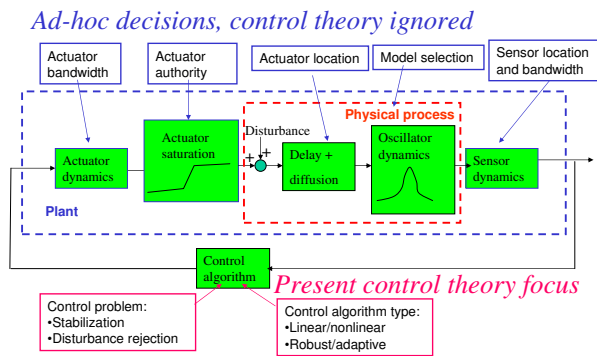 Ad-hoc decisions, control theory ignored
Actuator
bandwidth
Actuator
authority
Actuator location
Model selection
Sensor location
and bandwidth
Physical process
Disturbance
+
+
Actuator
dynamics
Actuator
saturation
Delay +
diffusion
Oscillator
dynamics
Sensor
dynamics
Plant
Control
algorithm
Present control theory focus
Control problem:
•Stabilization
•Disturbance rejection
Control algorithm type:
•Linear/nonlinear
•Robust/adaptive